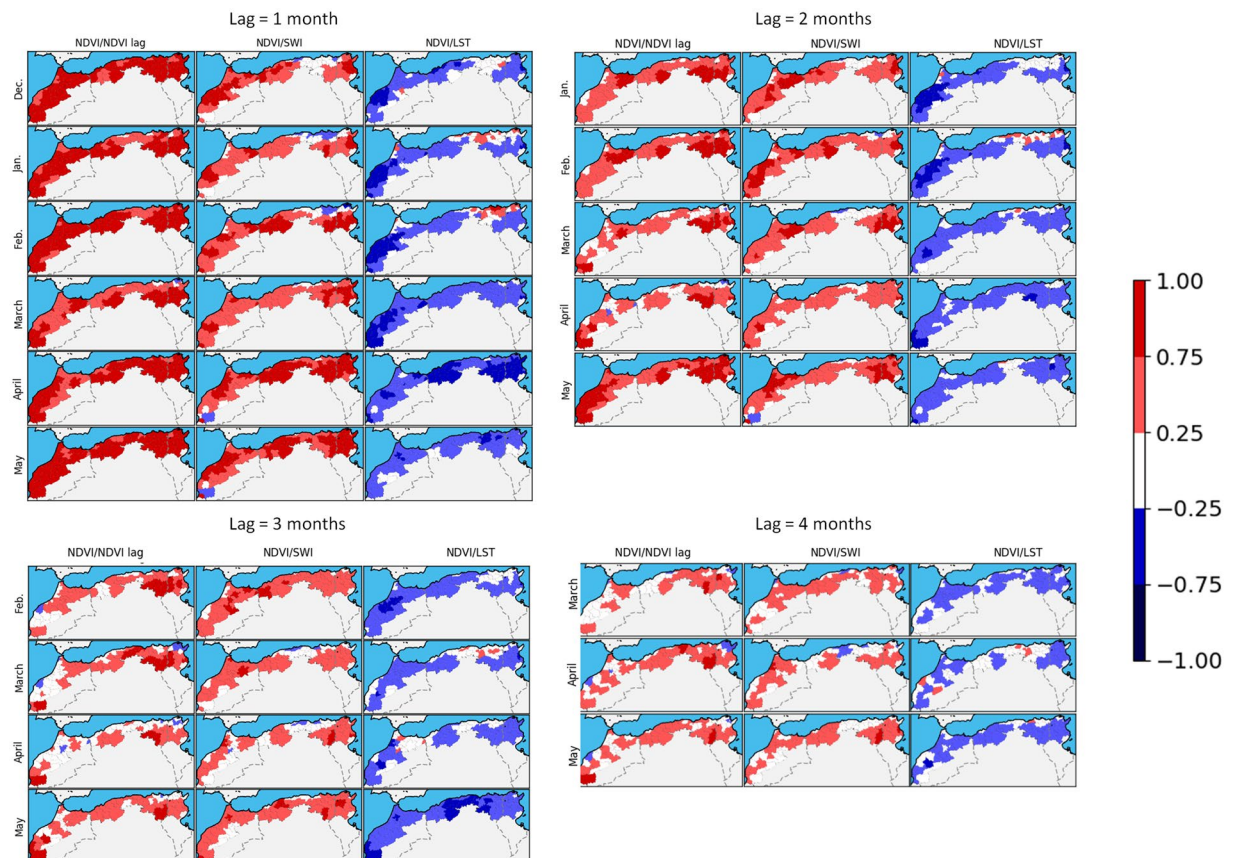 Lag = 1 month
NDVI/NDVI lag NDVI/SWI NDVI/LST
Dec.
Jan.
Feb.
March
April
May
Lag = 2 months
NDVI/NDVI lag NDVI/SWI NDVI/LST
Jan.
Feb.
March
April
May
Lag = 3 months
NDVI/NDVI lag NDVI/SWI NDVI/LST
Feb.
March
April
May
Lag = 4 months
NDVI/NDVI lag NDVI/SWI NDVI/LST
March
April
May
1.00
0.75
0.25
−0.25
−0.75
−1.00